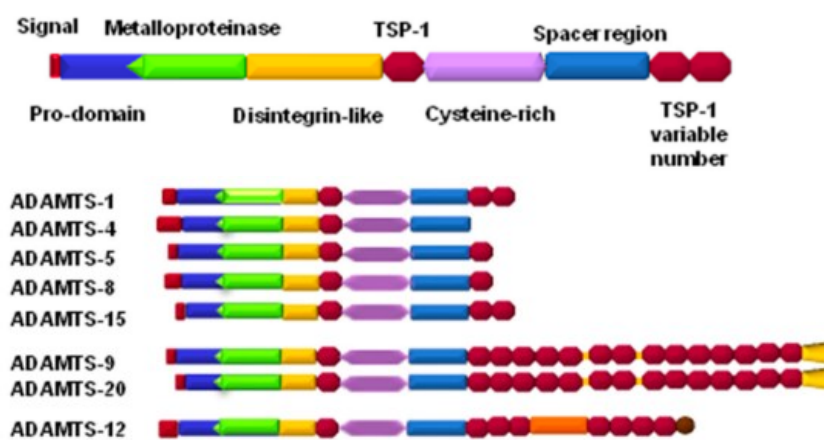 Signal
Metalloproteinase
TSP-1
Spacer region
Pro-domain
Disintegrin-like
Cysteine-rich
TSP-1
variable
number
ADAMTS-1
ADAMTS-4
ADAMTS-5
ADAMTS-8
ADAMTS-15
ADAMTS-9
ADAMTS-20
ADAMTS-12